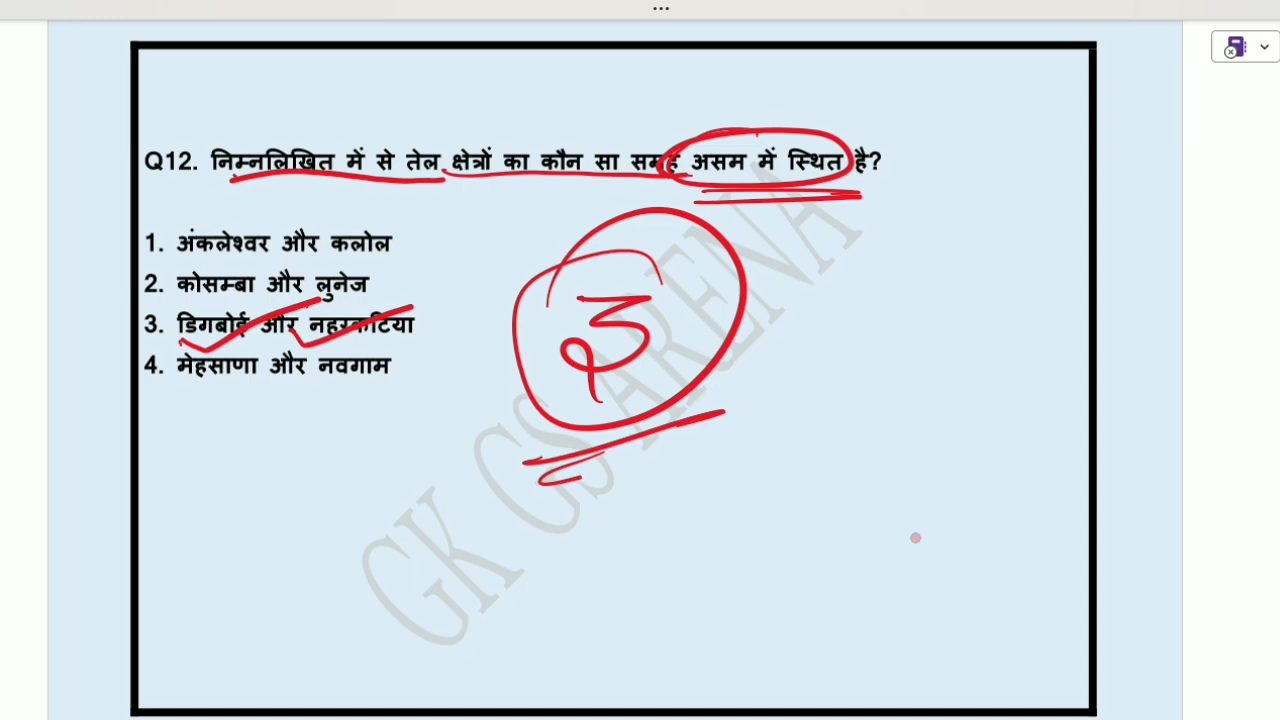 Q12. निम्नलिखित में से तेल क्षेत्रों का कौन सा समूह असम में स्थित है?
1. अंकलेश्वर और कलोल
2. कोसम्बा और लुनेज
3. डिगबोई और नहरकटिया
4. मेहसाणा और नवगाम
३
GK GS ARENA